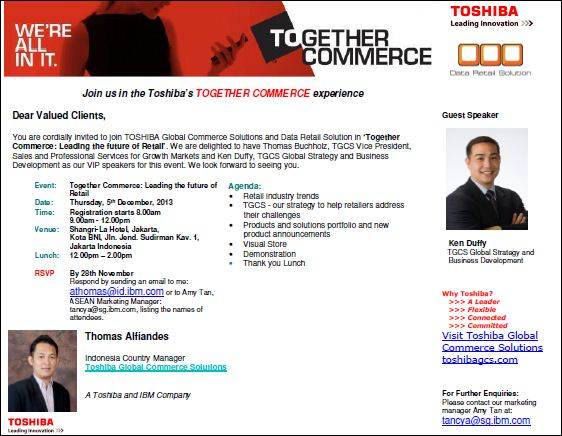 WE'RE
ALL
IN IT.
TOGETHER
COMMERCE
TOSHIBA
Leading Innovation >>>
Data Retail Solution
Join us in the Toshiba's TOGETHER COMMERCE experience
Dear Valued Clients,
You are cordially invited to join TOSHIBA Global Commerce Solutions and Data Retail Solution in 'Together
Commerce: Leading the future of Retail'. We are delighted to have Thomas Buchholz, TGCS Vice President,
Sales and Professional Services for Growth Markets and Ken Duffy, TGCS Global Strategy and Business
Development as our VIP speakers for this event. We look forward to seeing you.
Event: Together Commerce: Leading the future of
Retail
Date: Thursday, 5th December, 2013
Time: Registration starts 8.00am
9.00am - 12.00pm
Venue: Shangri-La Hotel, Jakarta,
Kota BNI, Jln. Jend. Sudirman Kav. 1,
Jakarta Indonesia
Lunch: 12.00pm – 2.00pm
RSVP By 28th November
Respond by sending an email to me:
athomas@id.ibm.com or to Amy Tan,
ASEAN Marketing Manager:
tancya@sg.ibm.com, listing the names of
attendees.
Agenda:
• Retail industry trends
• TGCS - our strategy to help retailers address
their challenges
• Products and solutions portfolio and new
product announcements
• Visual Store
• Demonstration
• Thank you Lunch
Guest Speaker
Ken Duffy
TGCS Global Strategy and
Business Development
Why Toshiba?
>>> A Leader
>>> Flexible
>>> Connected
>>> Committed
Visit Toshiba Global
Commerce Solutions
toshibagcs.com
For Further Enquiries:
Please contact our marketing
manager Amy Tan at:
tancya@sg.ibm.com
Thomas Alfiandes
Indonesia Country Manager
Toshiba Global Commerce Solutions
A Toshiba and IBM Company
TOSHIBA
Leading Innovation >>>